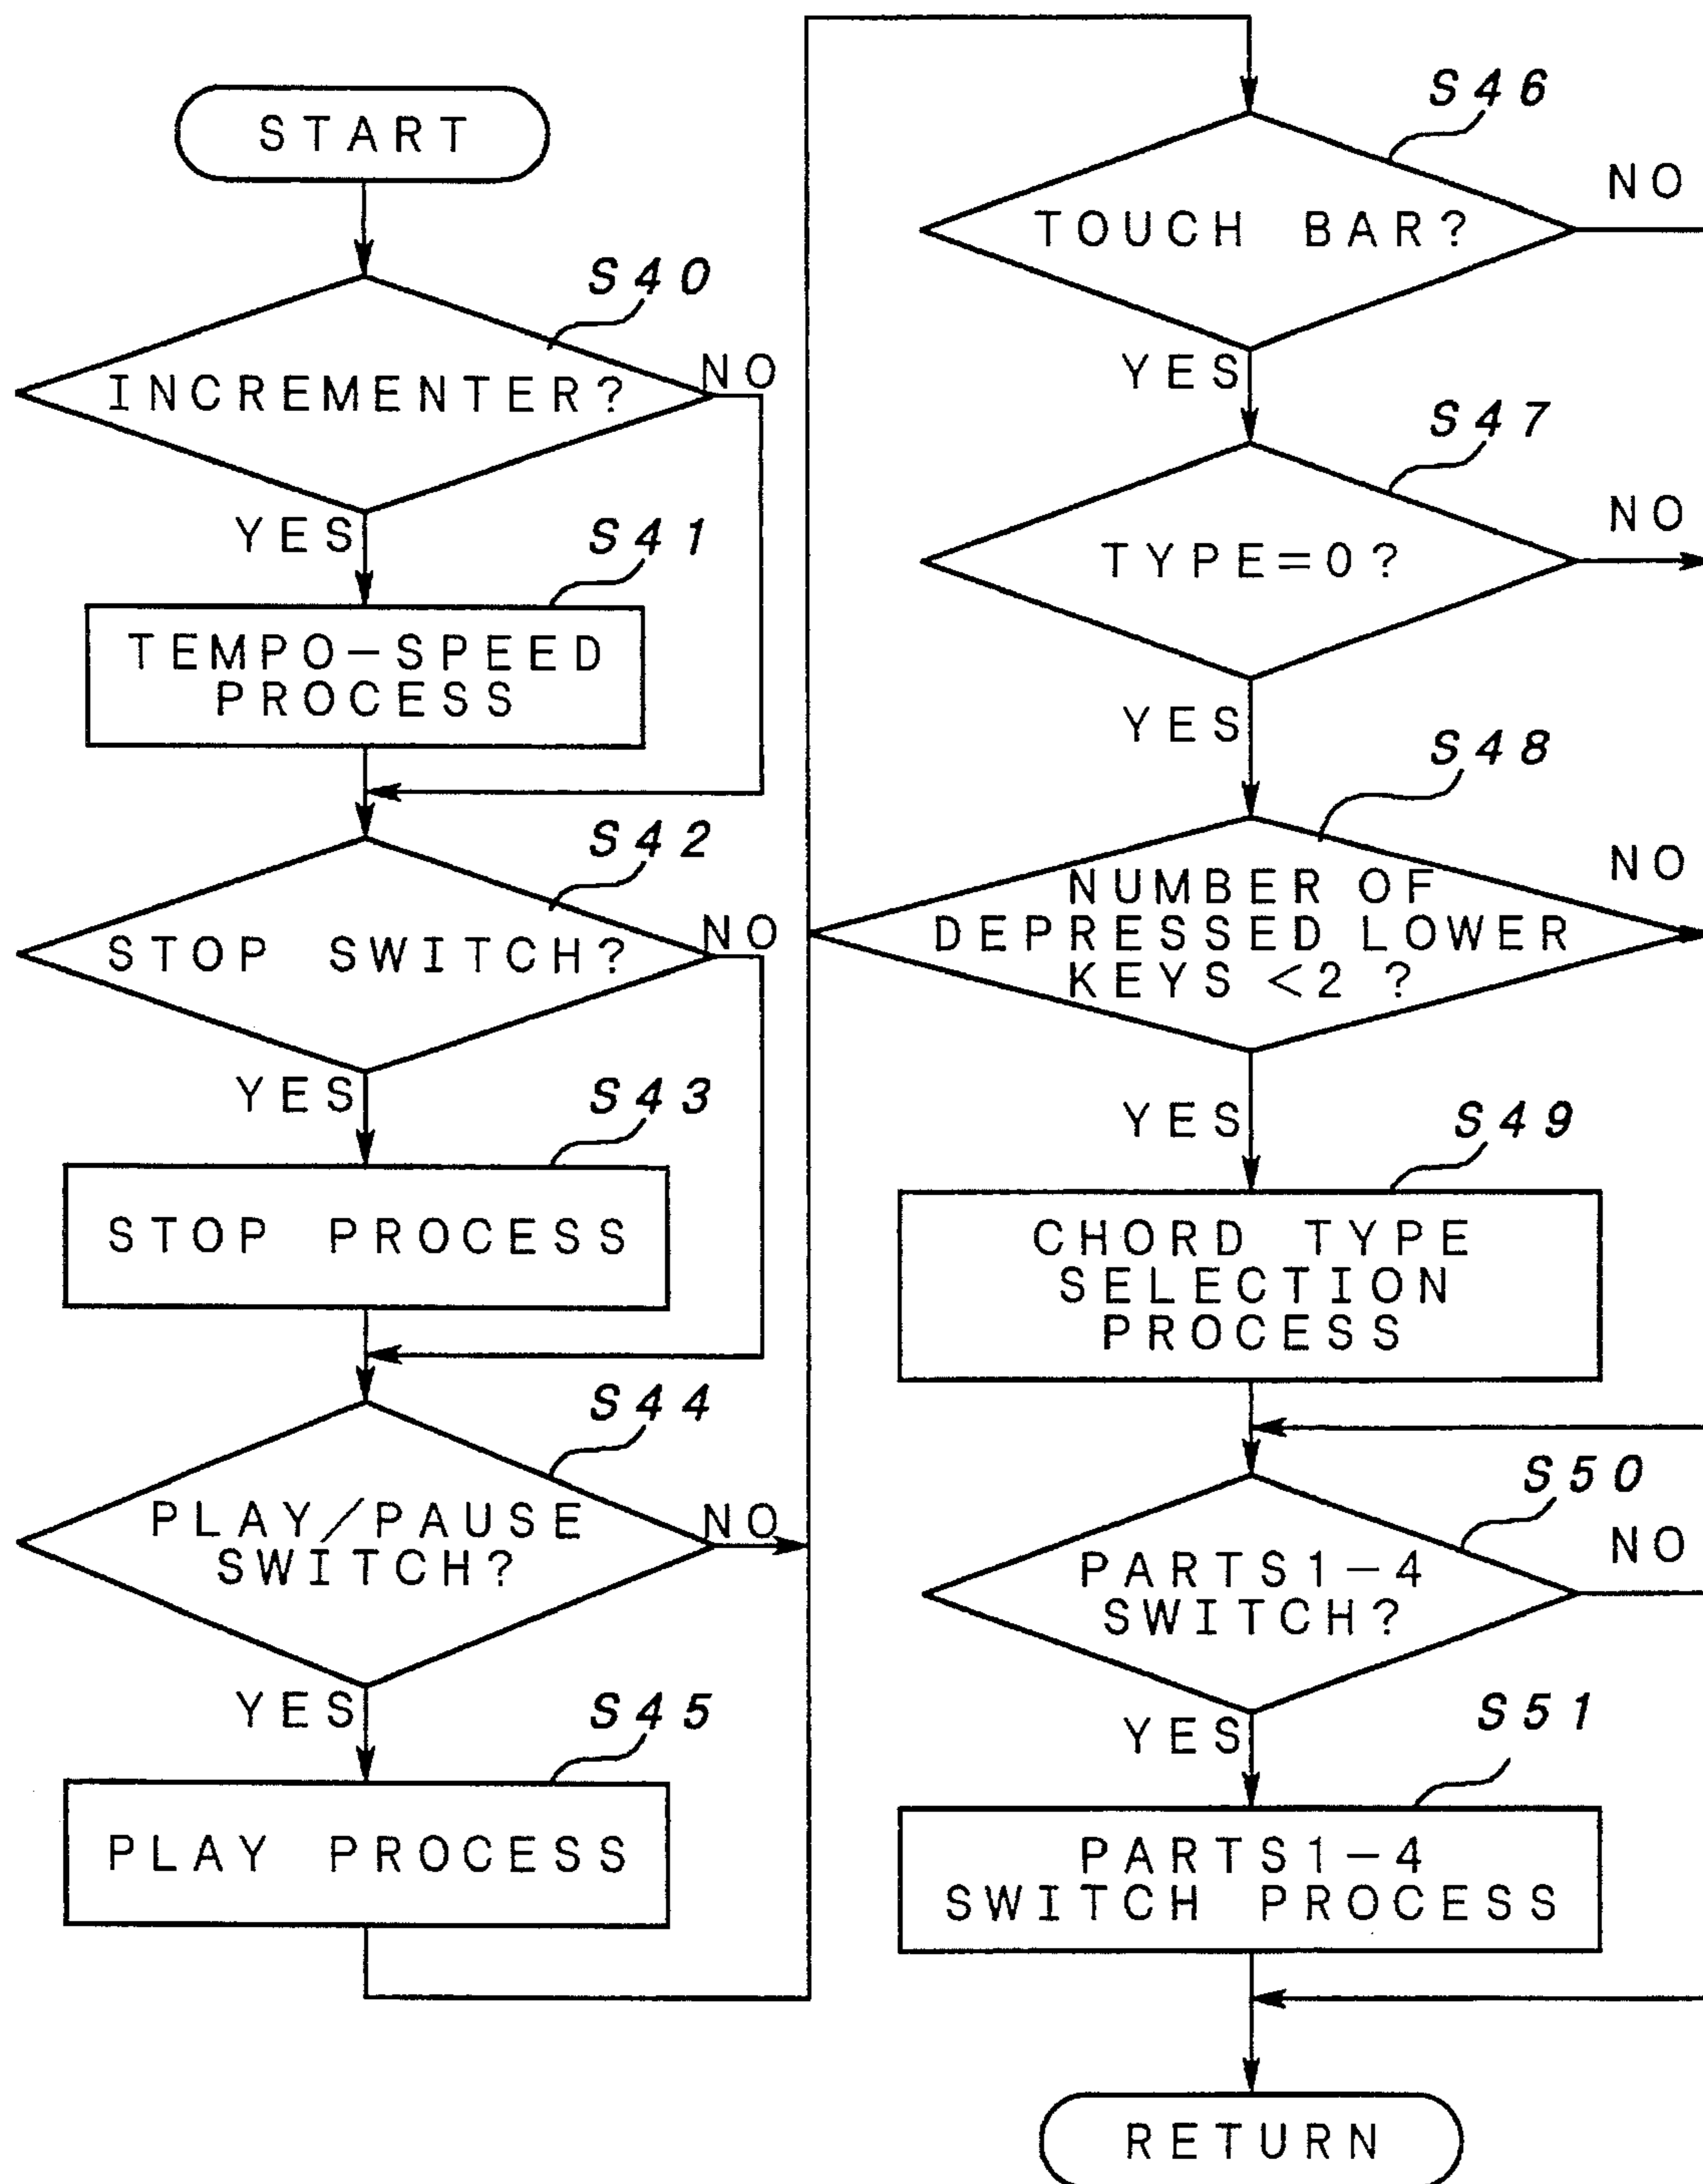 START
S40
INCREMENTER?
NO
YES
S41
TEMPO-SPEED
PROCESS
S42
STOP SWITCH?
NO
YES
S43
STOP PROCESS
S44
PLAY/PAUSE
SWITCH?
NO
YES
S45
PLAY PROCESS
S46
TOUCH BAR?
NO
YES
S47
TYPE=0?
NO
YES
S48
NUMBER OF
DEPRESSED LOWER
KEYS <2 ?
NO
YES
S49
CHORD TYPE
SELECTION
PROCESS
S50
PARTS1-4
SWITCH?
NO
YES
S51
PARTS1-4
SWITCH PROCESS
RETURN